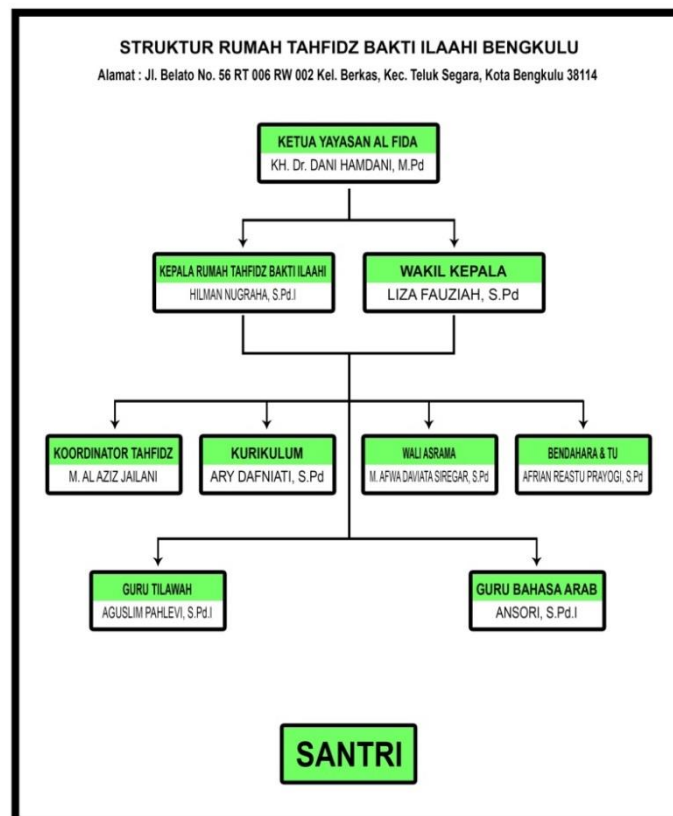 STRUKTUR RUMAH TAHFIDZ BAKTI ILAAHI BENGKULU
Alamat : Jl. Belato No. 56 RT 006 RW 002 Kel. Berkas, Kec. Teluk Segara, Kota Bengkulu 38114
KETUA YAYASAN AL FIDA
KH. Dr. DANI HAMDANI, M.Pd
KEPALA RUMAH TAHFIDZ BAKTI ILAAHI
HILMAN NUGRAHA, S.Pd.I
WAKIL KEPALA
LIZA FAUZIAH, S.Pd
KOORDINATOR TAHFIDZ
M. AL AZIZ JAILANI
KURIKULUM
ARY DAFNIATI, S.Pd
WALI ASRAMA
M. AFWA DAVIATA SIREGAR, S.Pd
BENDAHARA & TU
AFRIAN REASTU PRAYOGI, S.Pd
GURU TILAWAH
AGUSLIM PAHLEVI, S.Pd.I
GURU BAHASA ARAB
ANSORI, S.Pd.I
SANTRI